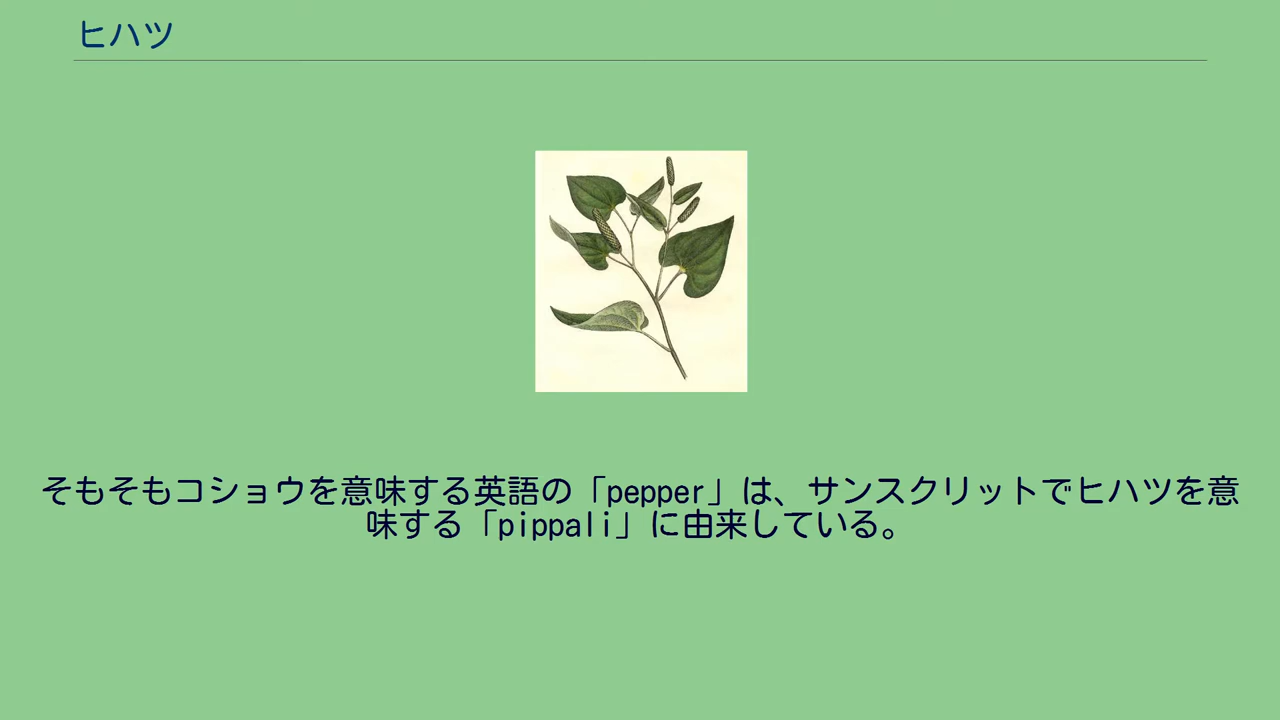 ヒハツ
そもそもコショウを意味する英語の「pepper」は、サンスクリットでヒハツを意
味する「pippali」に由来している。